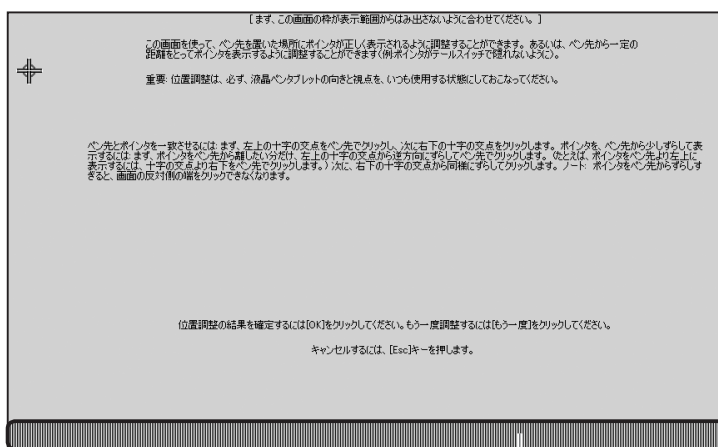 [ まず、この画面の枠が表示範囲からはみ出さないように合わせてください。 ]
この画面を使って、ペン先を置いた場所にポインタが正しく表示されるように調整することができます。あるいは、ペン先から一定の
距離をとってポインタを表示するように調整することができます(例:ポインタがテールスイッチで隠れないように)。
重要: 位置調整は、必ず、液晶ペンタブレットの向きと視点を、いつも使用する状態にしておこなってください。
ペン先とポインタを一致させるには: まず、左上の十字の交点をペン先でクリックし、次に右下の十字の交点をクリックします。 ポインタを、ペン先から少しずらして表
示するには: まず、ポインタをペン先から離したい分だけ、左上の十字の交点から逆方向にずらしてペン先でクリックします。 (たとえば、ポインタをペン先より左上に
表示するには、十字の交点より右下をペン先でクリックします。) 次に、右下の十字の交点から同様にずらしてクリックします。 ノート: ポインタをペン先からずらしす
ぎると、画面の反対側の端をクリックできなくなります。
位置調整の結果を確定するには[OK]をクリックしてください。もう一度調整するには[もう一度]をクリックしてください。
キャンセルするには、[Esc]キーを押します。